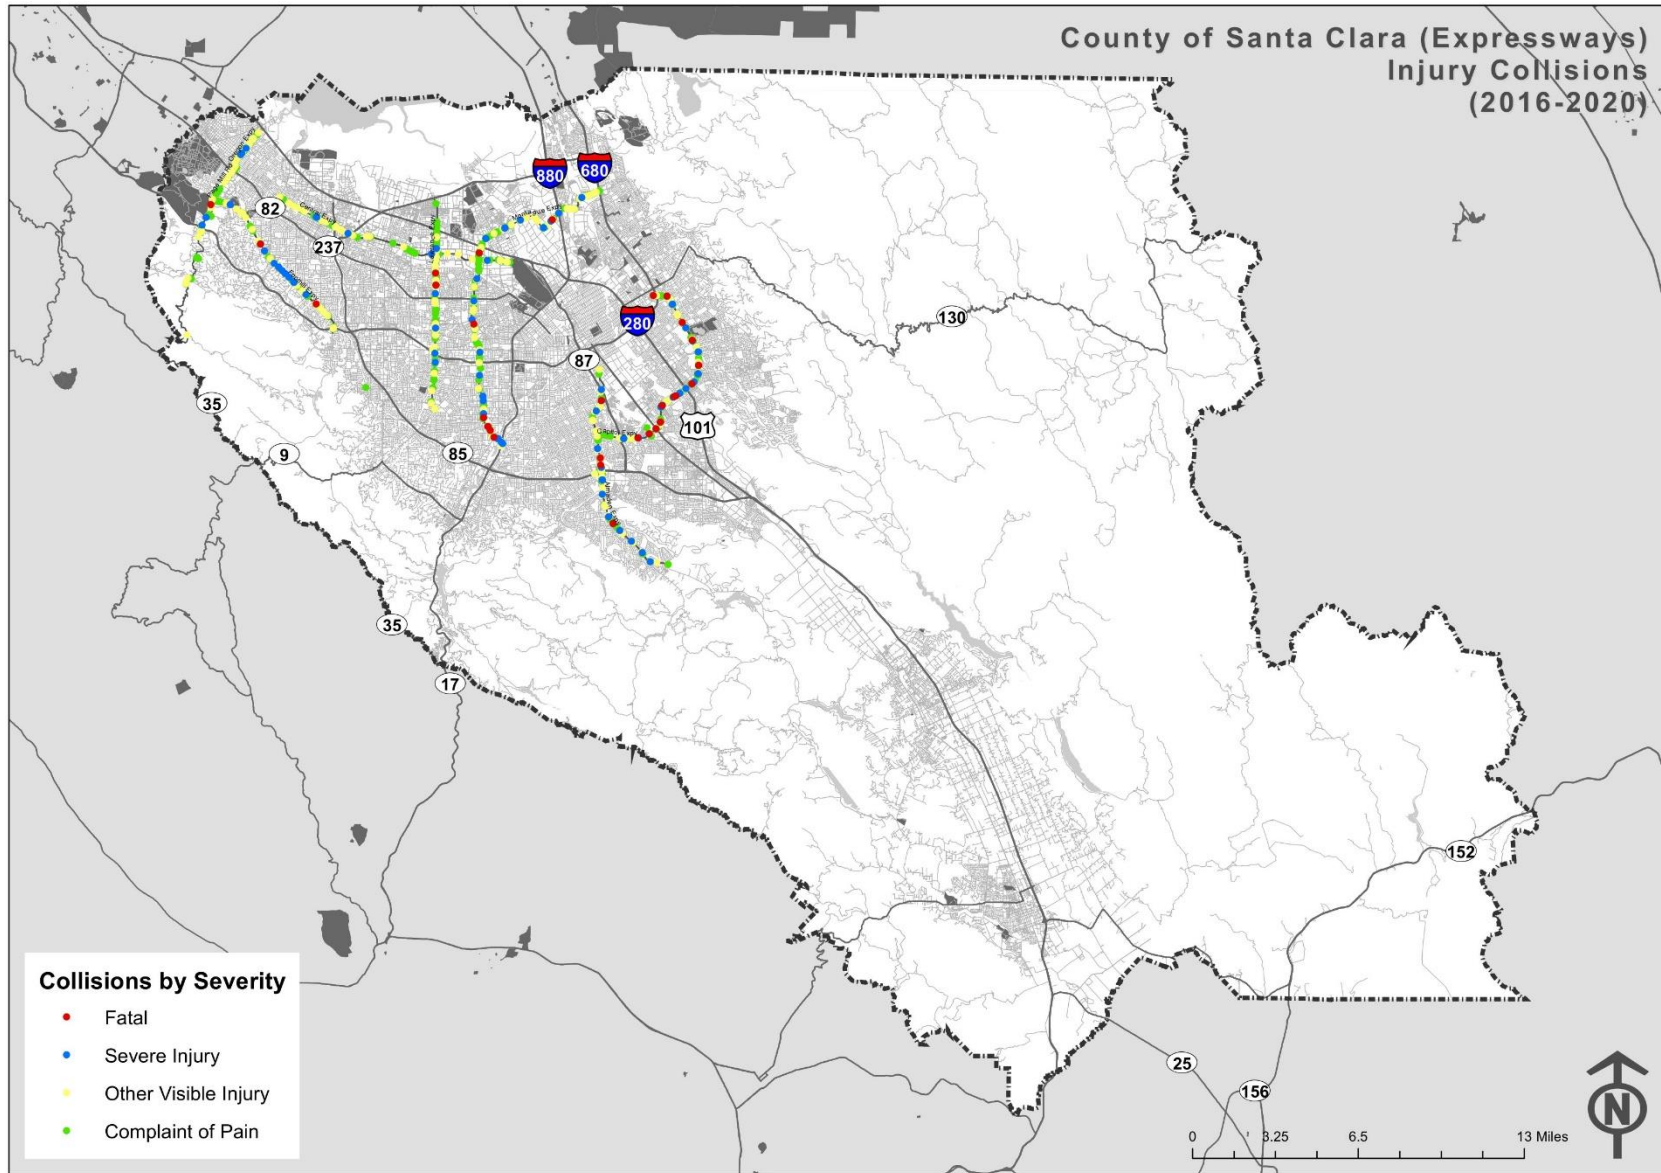 County of Santa Clara (Expressways)
Injury Collisions
(2016-2020)
880
680
82
237
280
130
87
35
101
9
85
35
17
152
25
156
Collisions by Severity
Fatal
Severe Injury
Other Visible Injury
Complaint of Pain
N
0 3.25 6.5 13 Miles